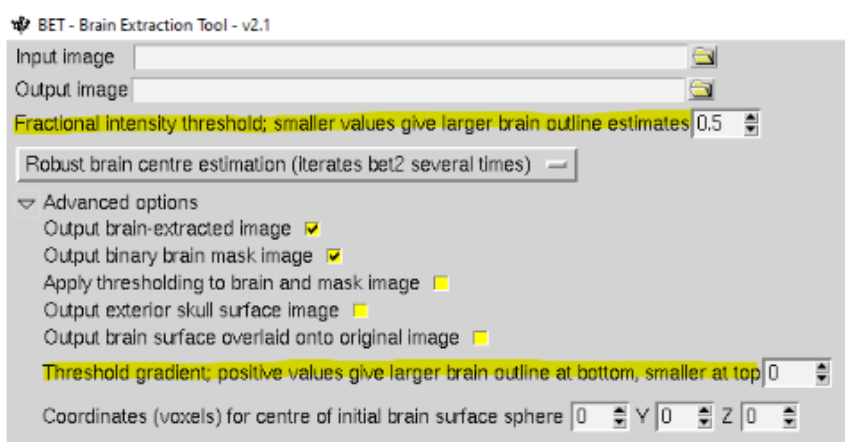 BET - Brain Extraction Tool - v2.1
Input image
Output image
Fractional intensity threshold; smaller values give larger brain outline estimates 0.5
Robust brain centre estimation (iterates bet2 several times)
Advanced options
Output brain-extracted image
Output binary brain mask image
Apply thresholding to brain and mask image
Output exterior skull surface image
Output brain surface overlaid onto original image
Threshold gradient; positive values give larger brain outline at bottom, smaller at top 0
Coordinates (voxels) for centre of initial brain surface sphere 0 Y 0 Z 0